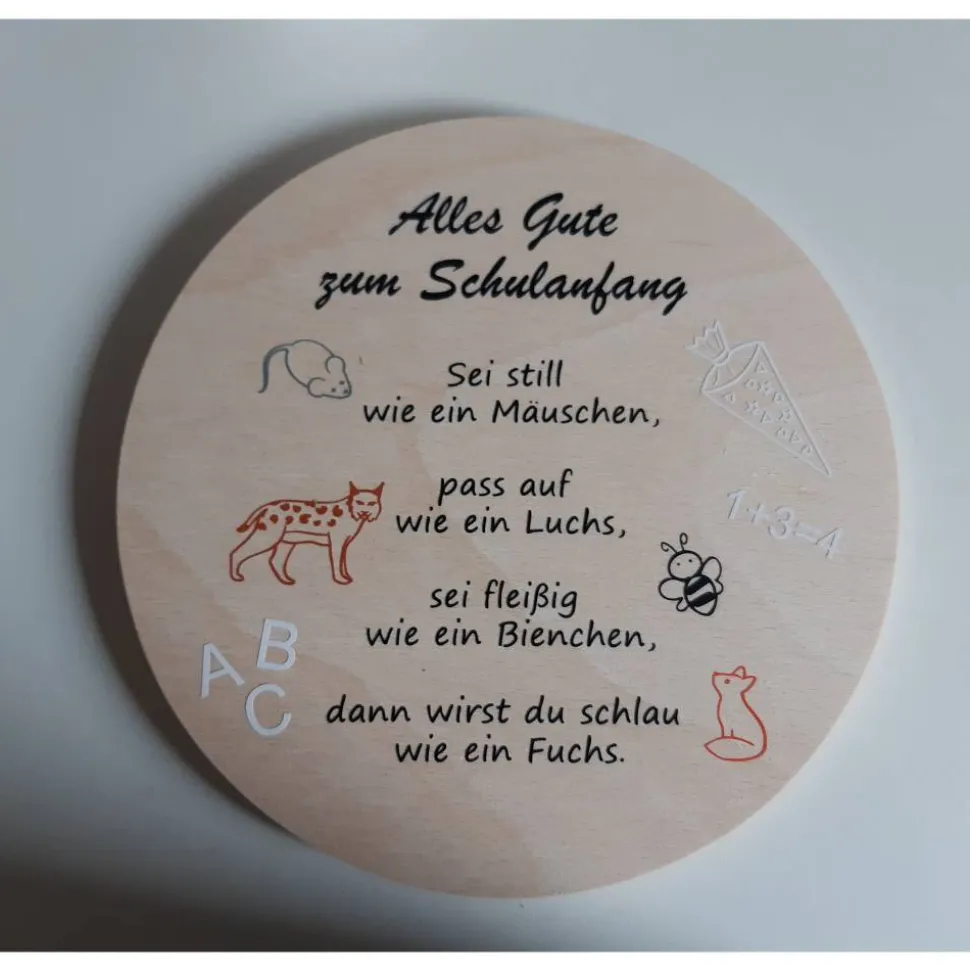 Alles Gute
zum Schulanfang
Sei still
wie ein Mäuschen,
pass auf
wie ein Luchs,
1+3=4
sei fleißig
wie ein Bienchen,
A B
C
dann wirst du schlau
wie ein Fuchs.